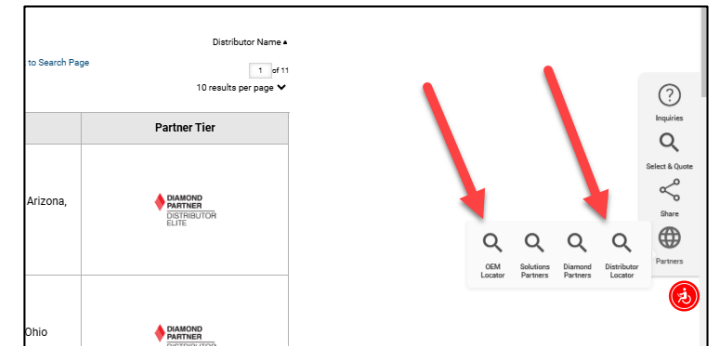 Distributor Name
to Search Page
1 of 11
10 results per page
Partner Tier
Arizona,
DIAMOND
PARTNER
DISTRIBUTOR
ELITE
Inquiries
Select & Quote
Share
Partners
OEM
Locator
Solutions
Partners
Diamond
Partners
Distributor
Locator
Ohio
DIAMOND
PARTNER
DISTRIBUTOR